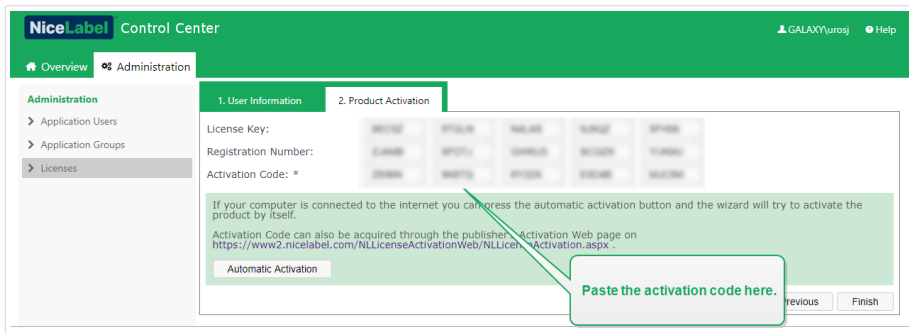 NiceLabel Control Center
GALAXY\urosj Help
Overview Administration
Administration
Application Users
Application Groups
Licenses
1. User Information 2. Product Activation
License Key:
Registration Number:
Activation Code: *
If your computer is connected to the internet you can press the automatic activation button and the wizard will try to activate the
product by itself.
Activation Code can also be acquired through the publisher Activation Web page on
https://www2.nicelabel.com/NLLicenseActivationWeb/NLLicenseActivation.aspx .
Automatic Activation
Paste the activation code here.
Previous Finish